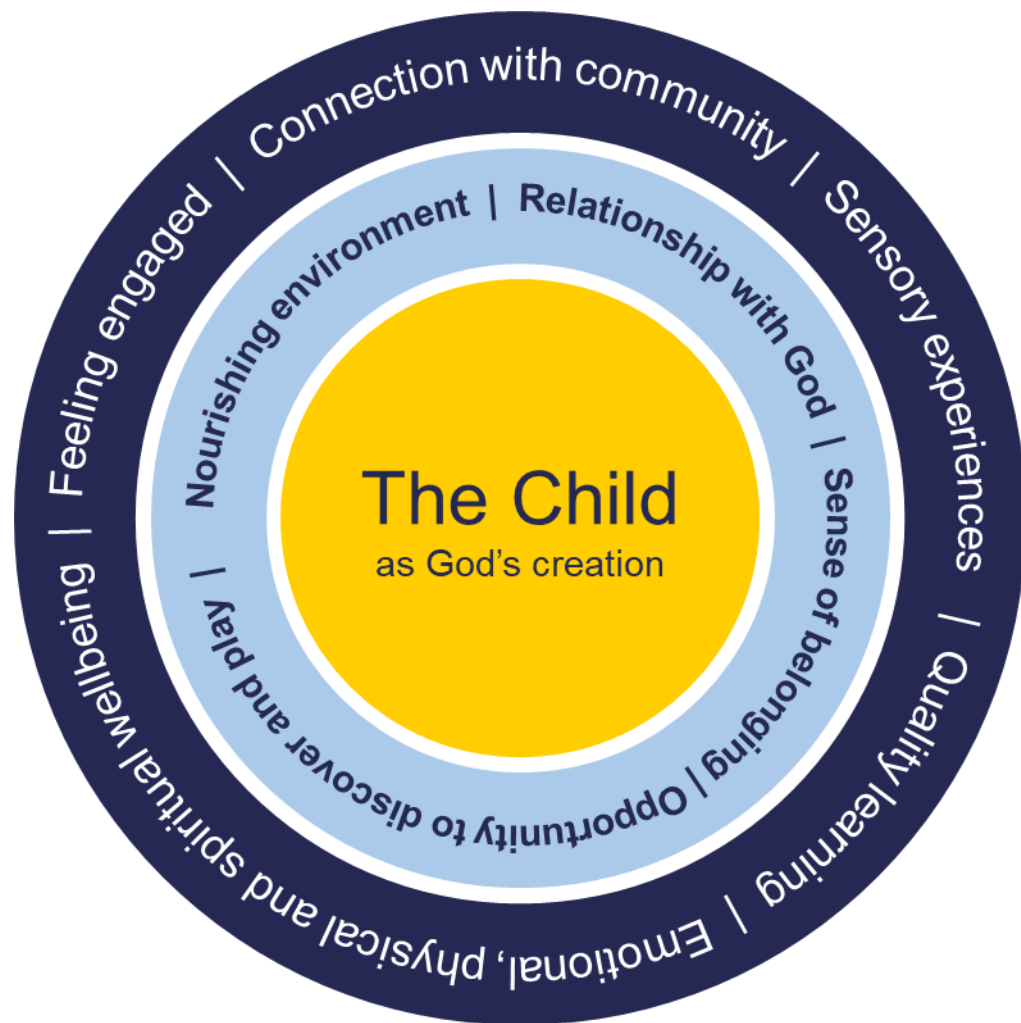 The Child
as God's creation
Nourishing environment | Relationship with God | Sense of belonging | Opportunity to discover and play |
Feeling engaged | Connection with community | Sensory experiences | Quality learning | Emotional, physical and spiritual wellbeing |